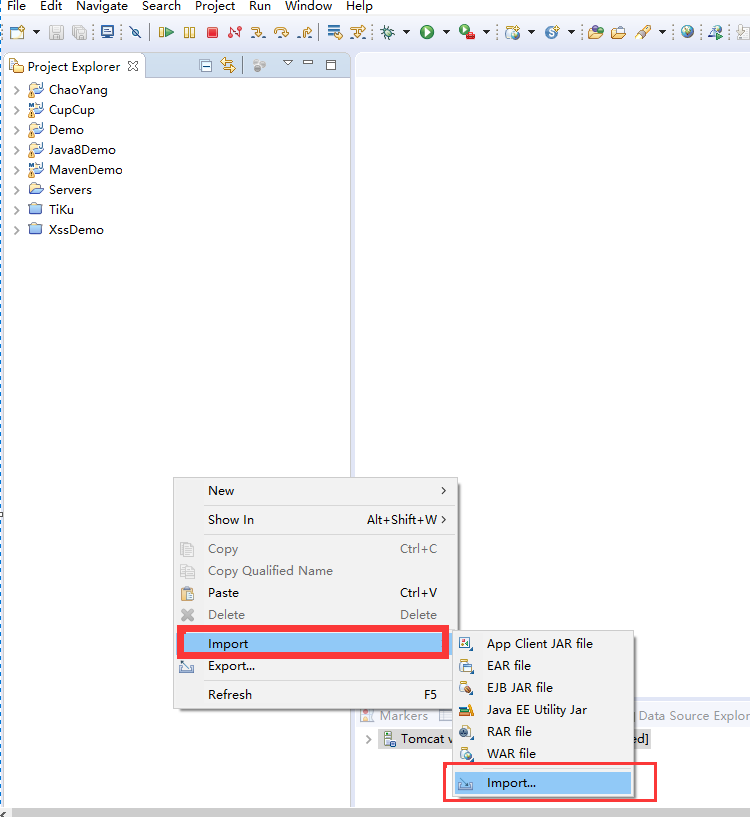 File Edit Navigate Search Project Run Window Help
Project Explorer
ChaoYang
CupCup
Demo
Java8Demo
MavenDemo
Servers
TiKu
XssDemo
New
Show In Alt+Shift+W
Copy Ctrl+C
Copy Qualified Name
Paste Ctrl+V
Delete Delete
Import
Export...
Refresh F5
App Client JAR file
EAR file
EJB JAR file
Java EE Utility Jar
RAR file
WAR file
Import...
Markers Data Source Explor
Tomcat v ed]